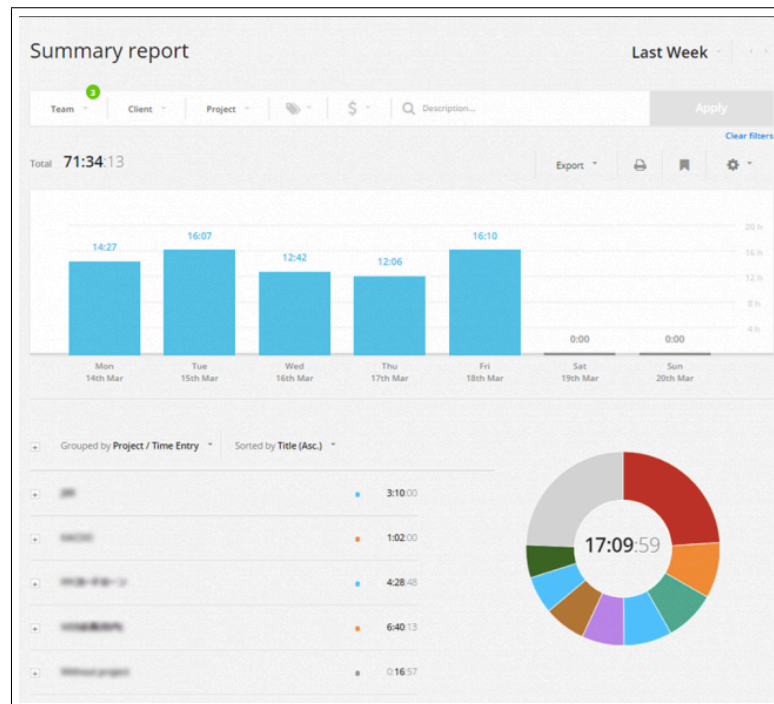 Summary report
Last Week
3
Team
Client
Project
$
Description...
Apply
Clear filters
Total 71:34:13
Export
20 h
16 h
12 h
8 h
4 h
14:27
16:07
12:42
12:06
16:10
0:00
0:00
Mon
14th Mar
Tue
15th Mar
Wed
16th Mar
Thu
17th Mar
Fri
18th Mar
Sat
19th Mar
Sun
20th Mar
Grouped by Project / Time Entry
Sorted by Title (Asc.)
3:10:00
1:02:00
4:28:48
6:40:13
Without project
0:16:57
17:09:59